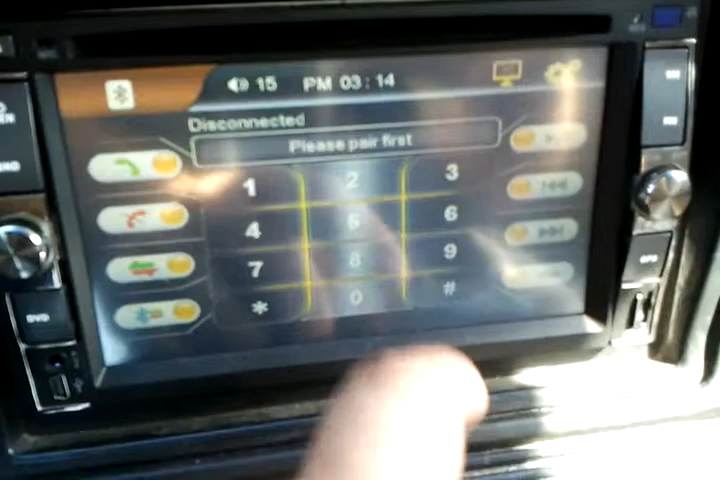 15 PM 03:14
Disconnected
Please pair first
1 2 3
4 5 6
7 8 9
* 0 #
DVD
GPS